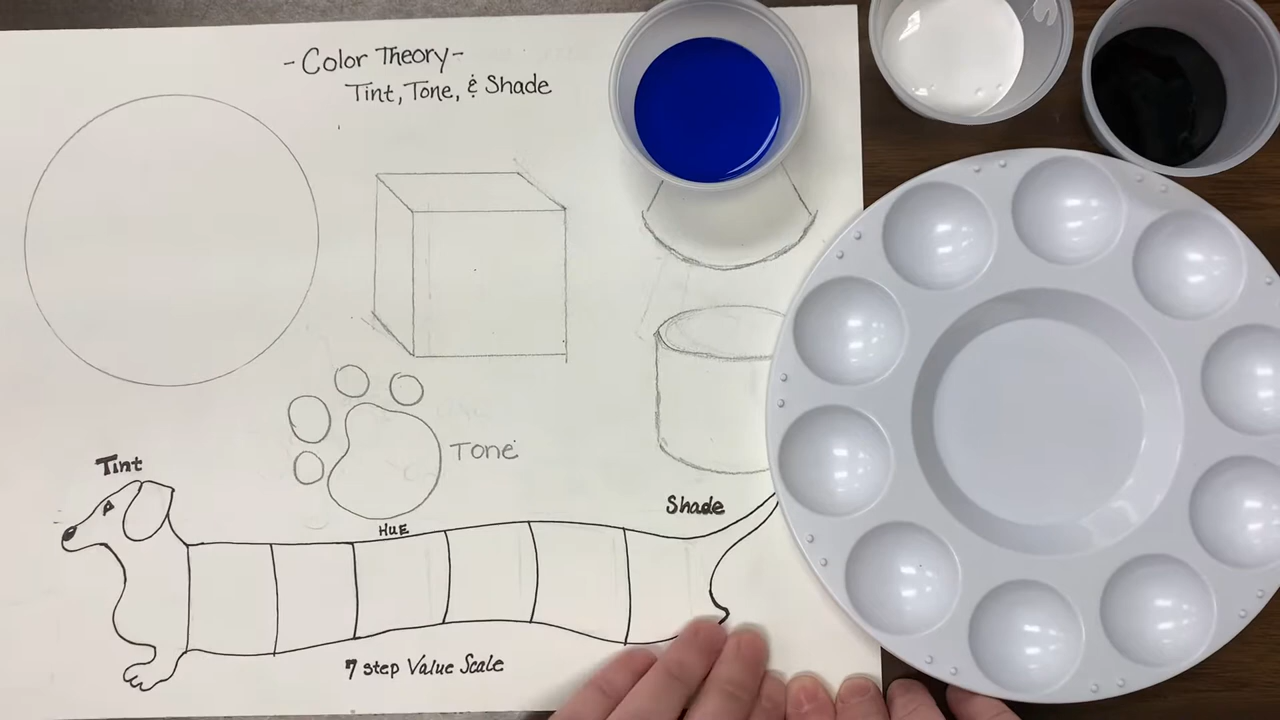 -Color Theory-
Tint, Tone, & Shade
Tone
Tint
Shade
HUE
7 step Value Scale